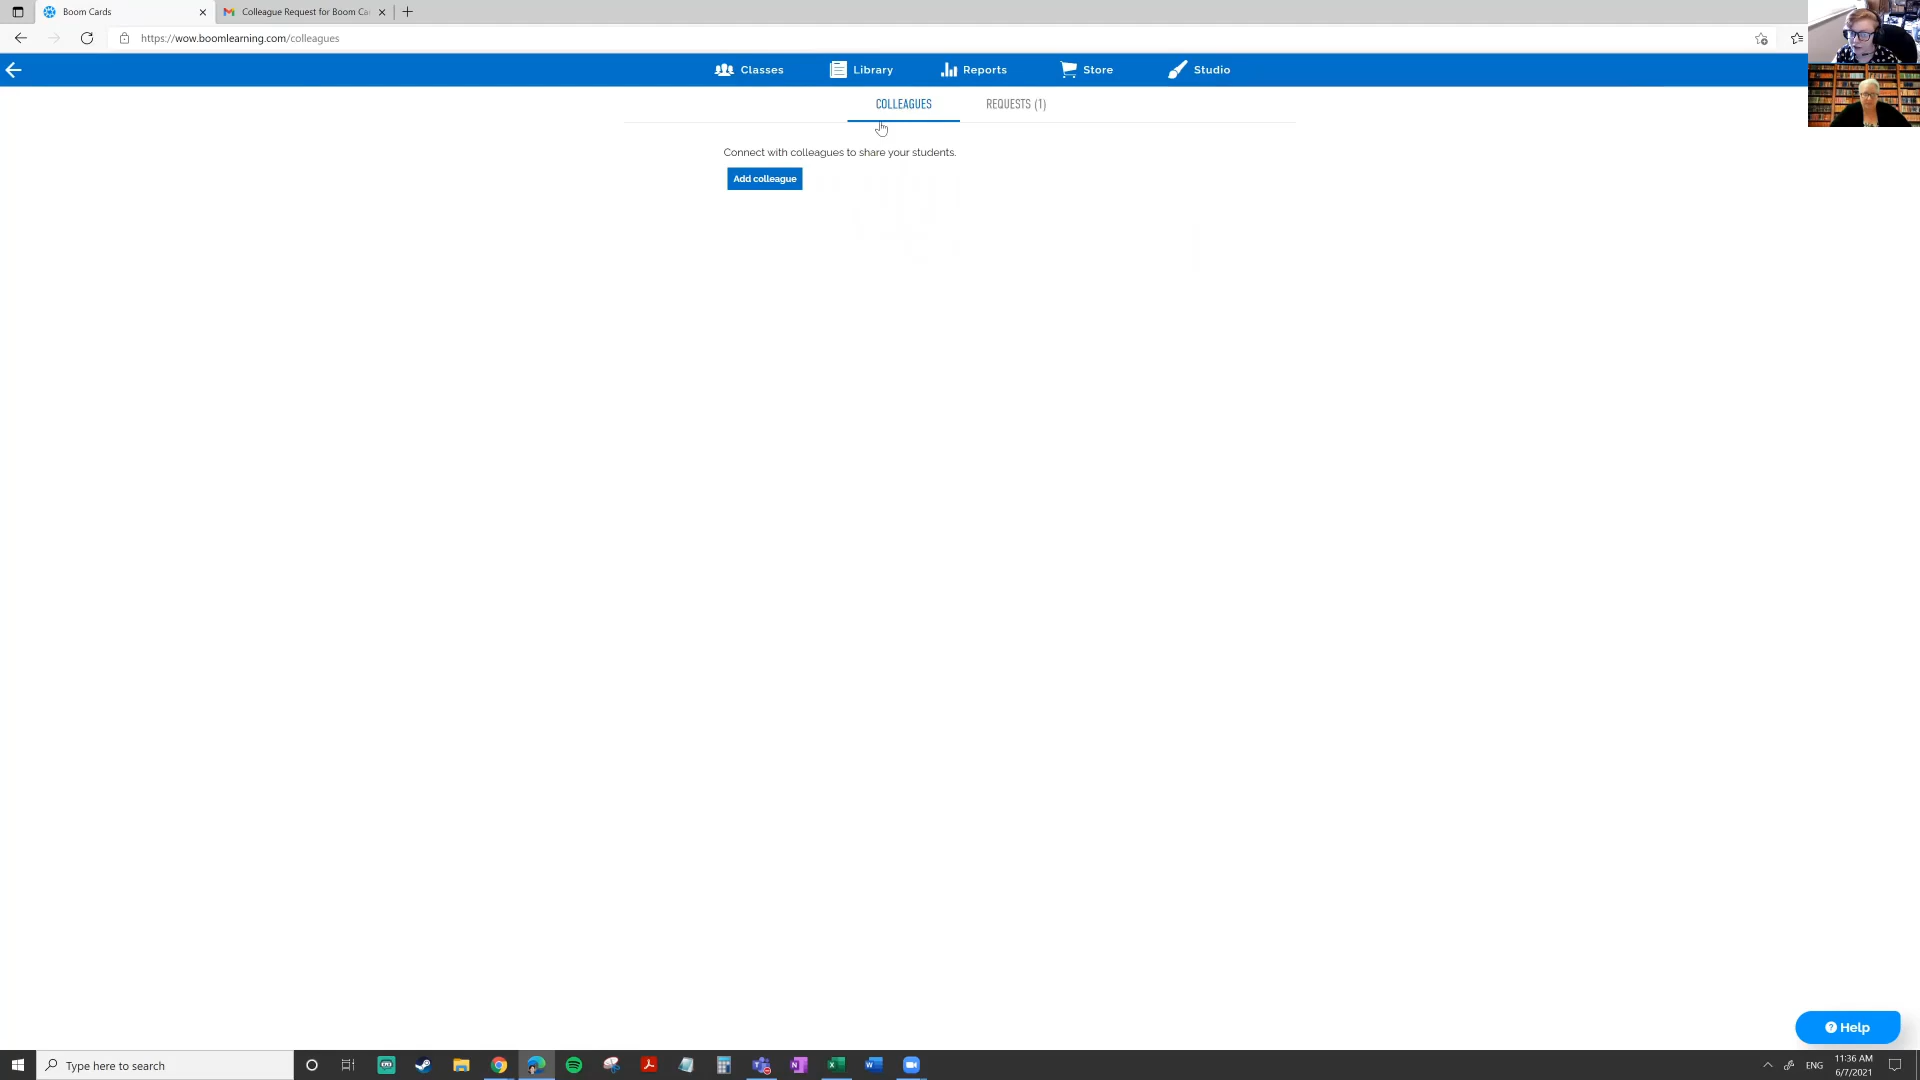 Boom Cards
Colleague Request for Boom Ca
https://wow.boomlearning.com/colleagues
Classes
Library
Reports
Store
Studio
COLLEAGUES
REQUESTS (1)
Connect with colleagues to share your students.
Add colleague
Help
Type here to search
ENG
11:36 AM
6/7/2021